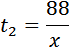 t₂ = 88/x